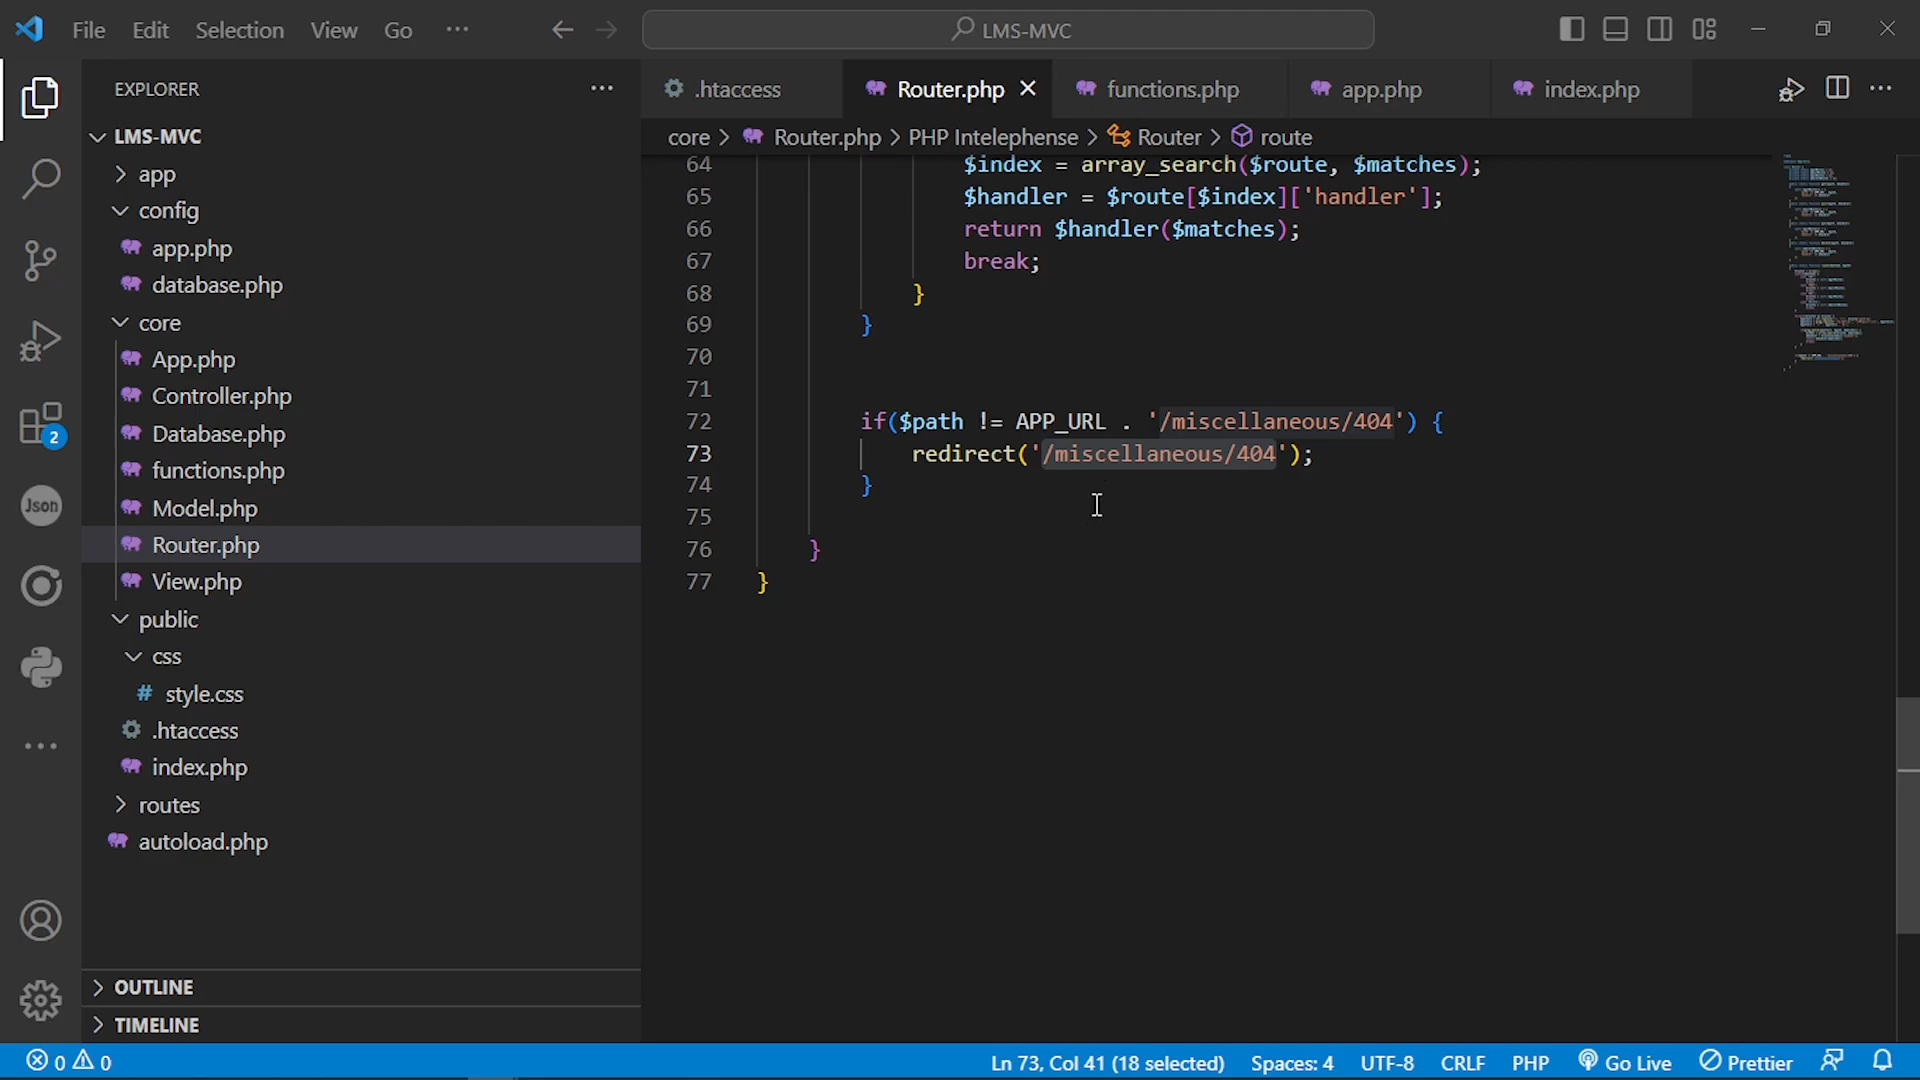 File Edit Selection View Go ··· LMS-MVC
EXPLORER ···
LMS-MVC
app
config
app.php
database.php
core
App.php
Controller.php
Database.php
functions.php
Model.php
Router.php
View.php
public
css
# style.css
.htaccess
index.php
routes
autoload.php
OUTLINE
TIMELINE
2
Json
.htaccess Router.php functions.php app.php index.php ···
core > Router.php > PHP Intelephense > Router > route
64 $index = array_search($route, $matches);
65 $handler = $route[$index]['handler'];
66 return $handler($matches);
67 break;
68 }
69 }
70
71
72 if($path != APP_URL . '/miscellaneous/404') {
73 redirect('/miscellaneous/404');
74 }
75
76 }
77 }
0 0 Ln 73, Col 41 (18 selected) Spaces: 4 UTF-8 CRLF PHP Go Live Prettier